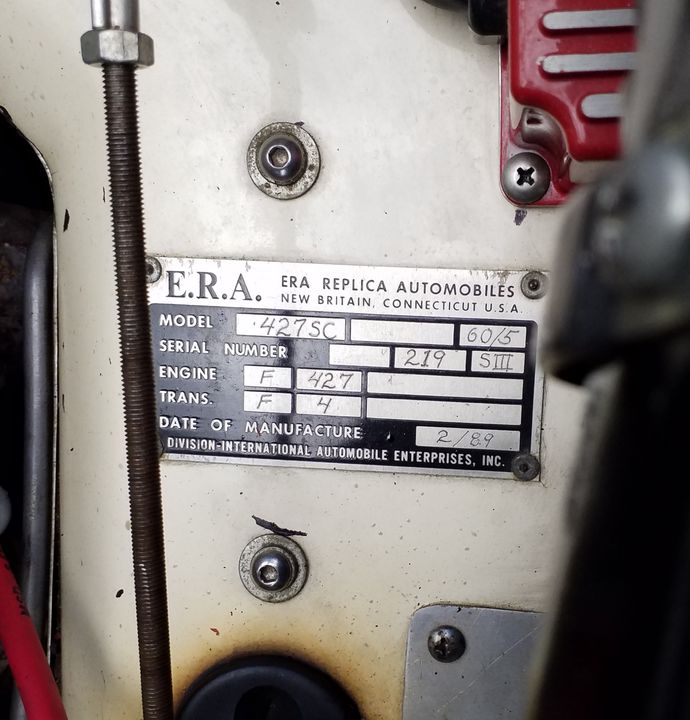 E.R.A. ERA REPLICA AUTOMOBILES
NEW BRITAIN, CONNECTICUT U.S.A.
MODEL 427SC 60/5
SERIAL NUMBER 219 SIII
ENGINE F 427
TRANS. F 4
DATE OF MANUFACTURE 2/89
DIVISION-INTERNATIONAL AUTOMOBILE ENTERPRISES, INC.